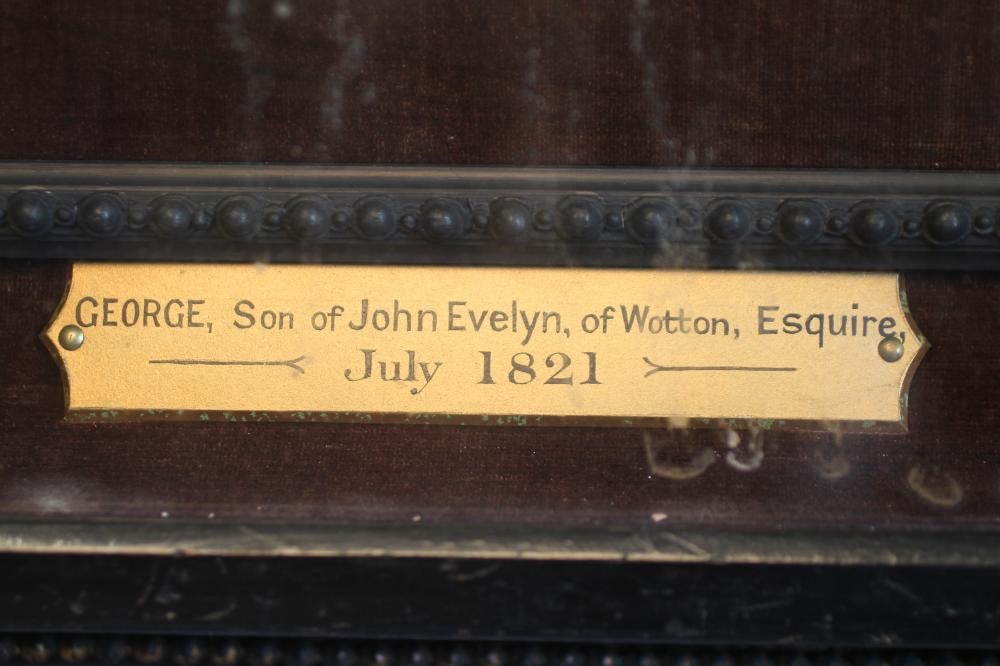 GEORGE, Son of John Evelyn, of Wotton, Esquire,
July 1821